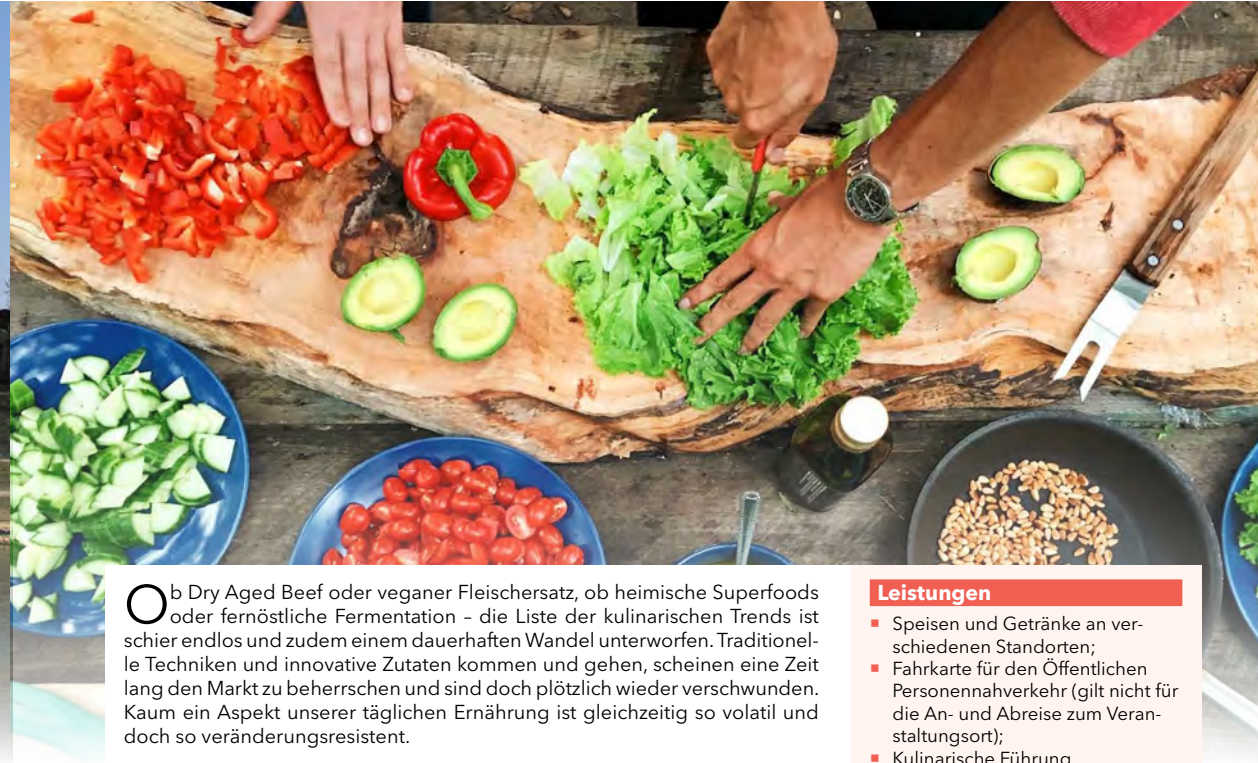 Ob Dry Aged Beef oder veganer Fleischersatz, ob heimische Superfoods
oder fernöstliche Fermentation – die Liste der kulinarischen Trends ist
schier endlos und zudem einem dauerhaften Wandel unterworfen. Traditionel-
le Techniken und innovative Zutaten kommen und gehen, scheinen eine Zeit
lang den Markt zu beherrschen und sind doch plötzlich wieder verschwunden.
Kaum ein Aspekt unserer täglichen Ernährung ist gleichzeitig so volatil und
doch so veränderungsresistent.
Leistungen
▪ Speisen und Getränke an ver-
schiedenen Standorten;
▪ Fahrkarte für den Öffentlichen
Personennahverkehr (gilt nicht für
die An- und Abreise zum Veran-
staltungsort);
▪ Kulinarische Führung